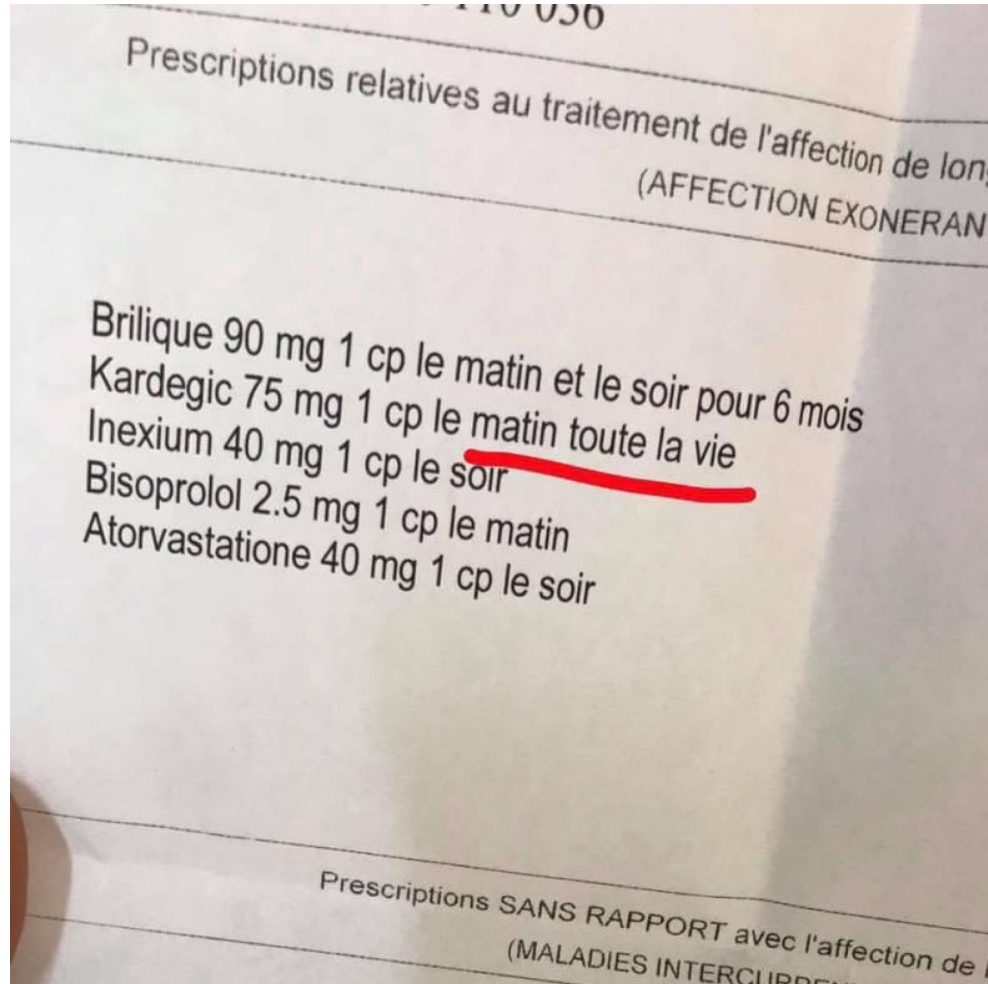 036
Prescriptions relatives au traitement de l'affection de
(AFFECTION
Brilique 90 mg 1 cp le matin et le soir pour 6 mois
Kardegic 75 mg 1 cp le matin toute la vie
Inexium 40 mg 1 cp le soir
Bisoprolol 2.5 mg 1 cp le matin
Atorvastatione 40 mg 1 cp le soir
Prescriptions SANS RAPPORT avec l'affection de
(MALADIES